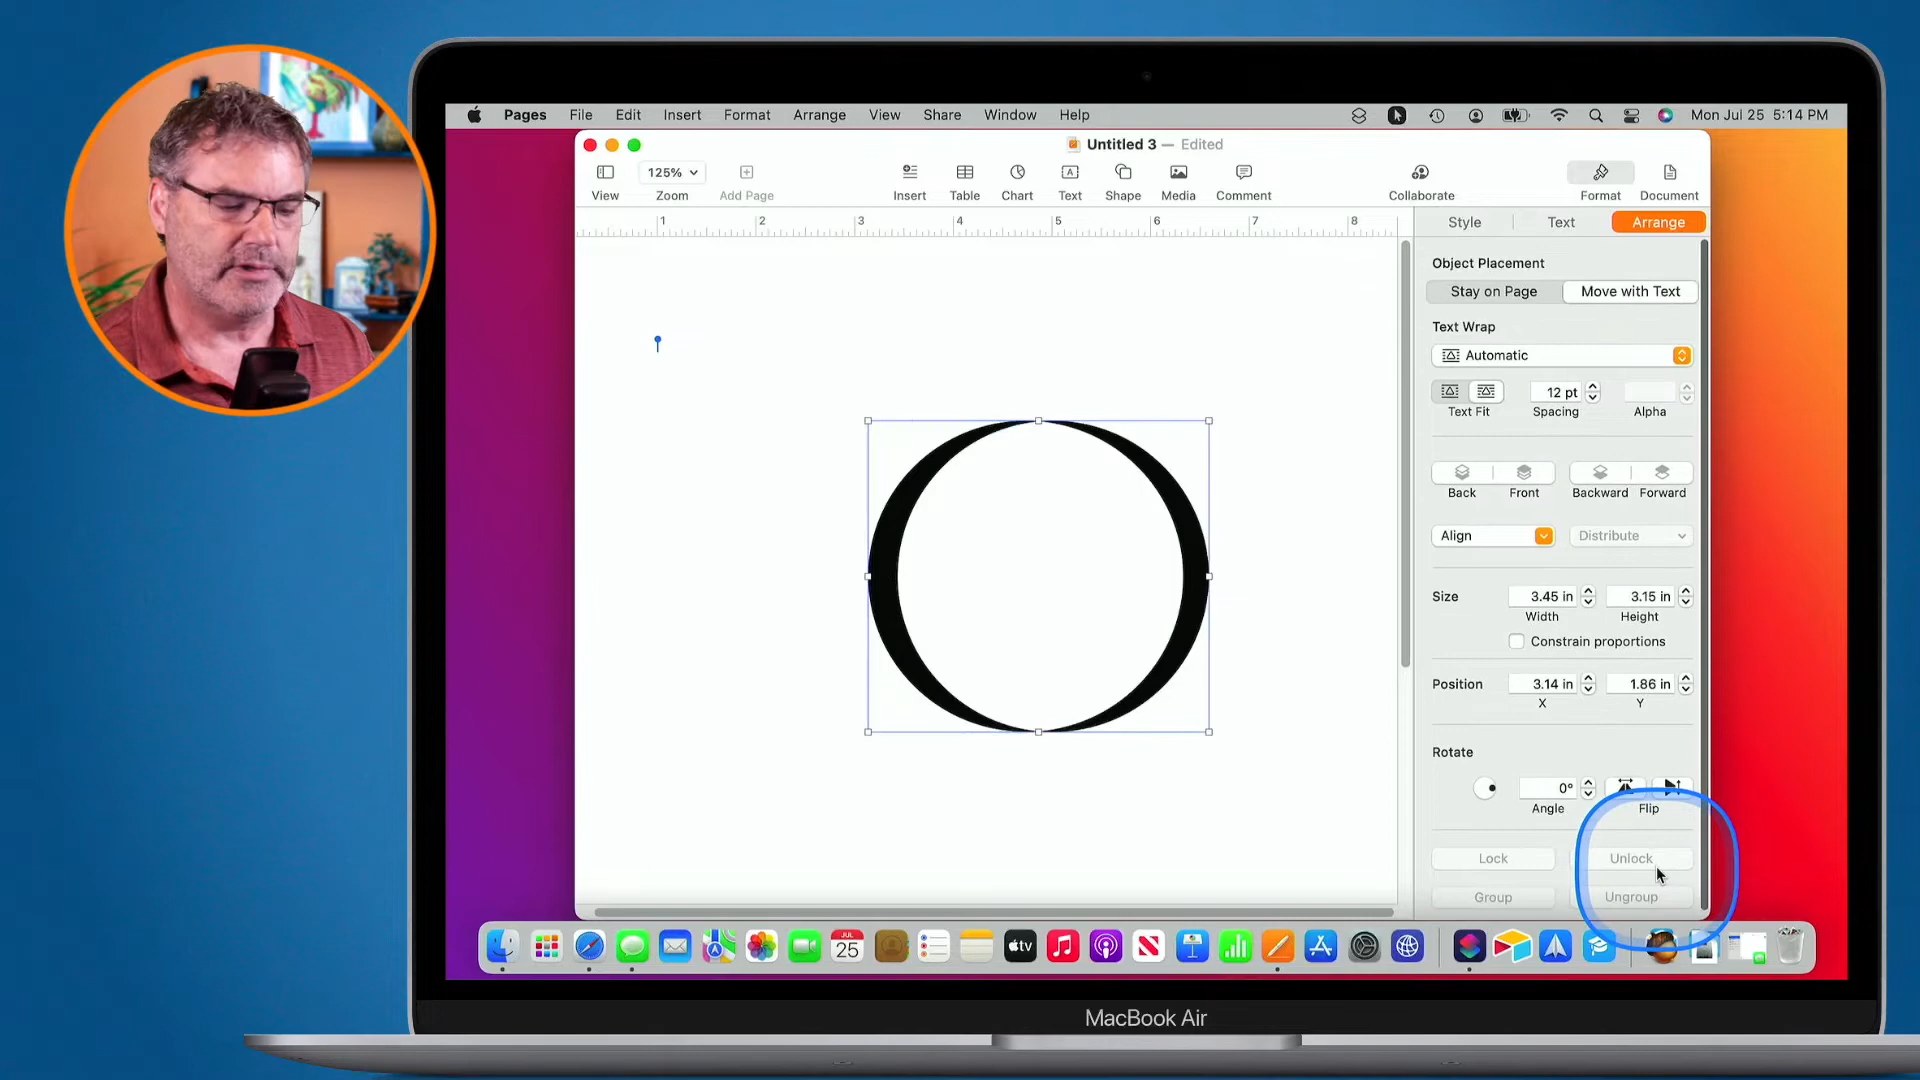 Pages File Edit Insert Format Arrange View Share Window Help Mon Jul 25 5:14 PM
Untitled 3 — Edited
125%
View Zoom Add Page Insert Table Chart Text Shape Media Comment Collaborate Format Document
1 2 3 4 5 6 7 8
Style Text Arrange
Object Placement
Stay on Page Move with Text
Text Wrap
Automatic
12 pt
Text Fit Spacing Alpha
Back Front Backward Forward
Align Distribute
Size 3.45 in 3.15 in
Width Height
Constrain proportions
Position 3.14 in 1.86 in
X Y
Rotate
0°
Angle Flip
Lock Unlock
Group Ungroup
JUL
25
tv
MacBook Air